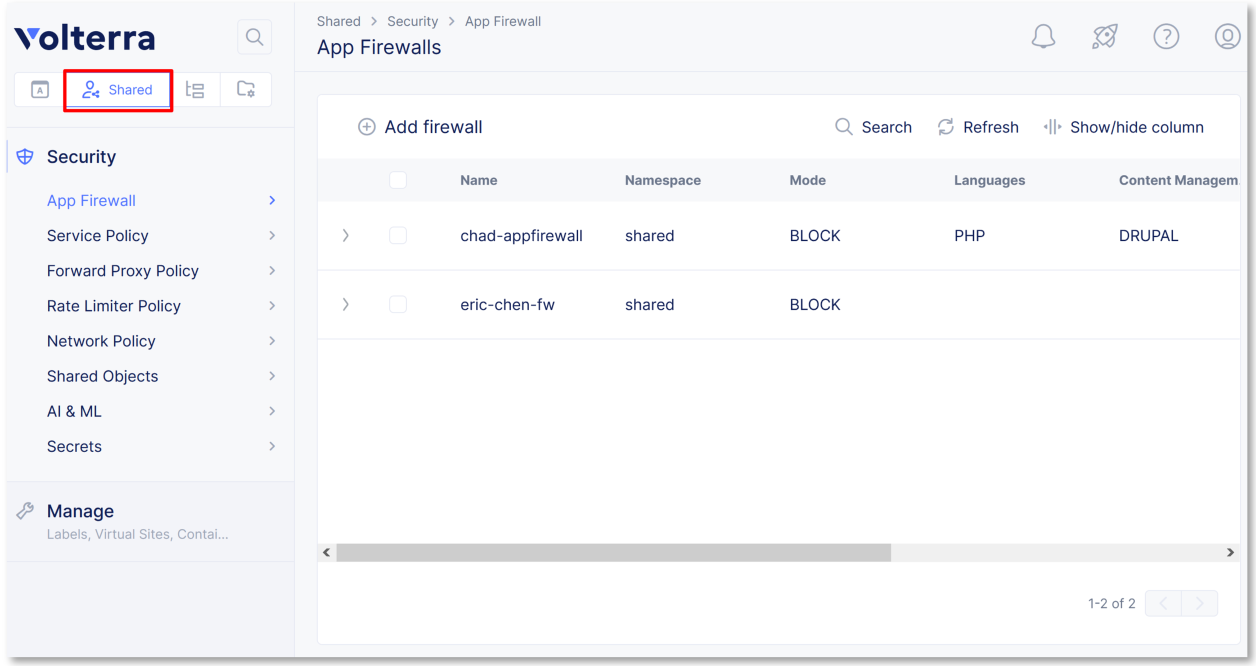 Volterra
A
Shared
Security
App Firewall
Service Policy
Forward Proxy Policy
Rate Limiter Policy
Network Policy
Shared Objects
AI & ML
Secrets
Manage
Labels, Virtual Sites, Contai...
Shared > Security > App Firewall
App Firewalls
?
Add firewall Search Refresh Show/hide column
Name Namespace Mode Languages Content Managem
chad-appfirewall shared BLOCK PHP DRUPAL
eric-chen-fw shared BLOCK
1-2 of 2